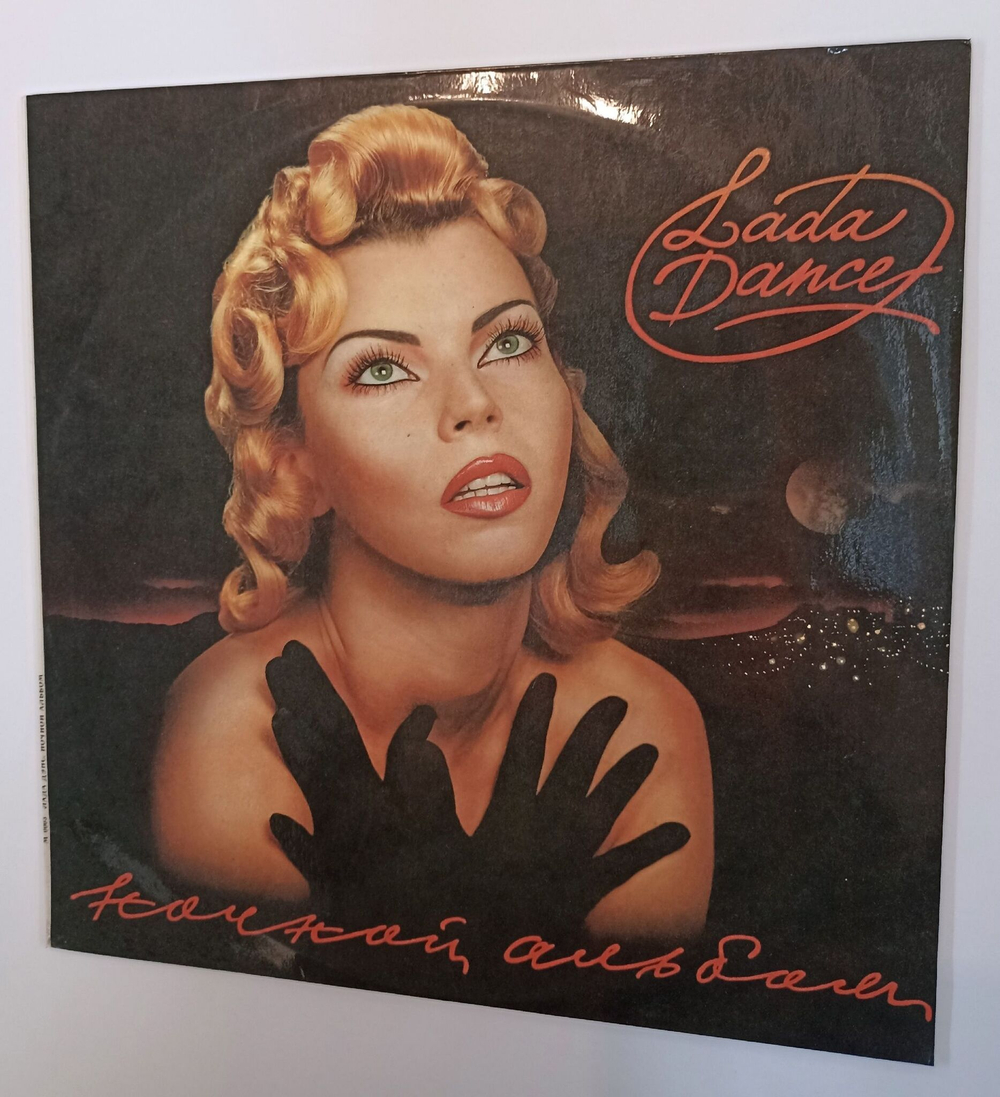 Lada
Dance
ночной альбом